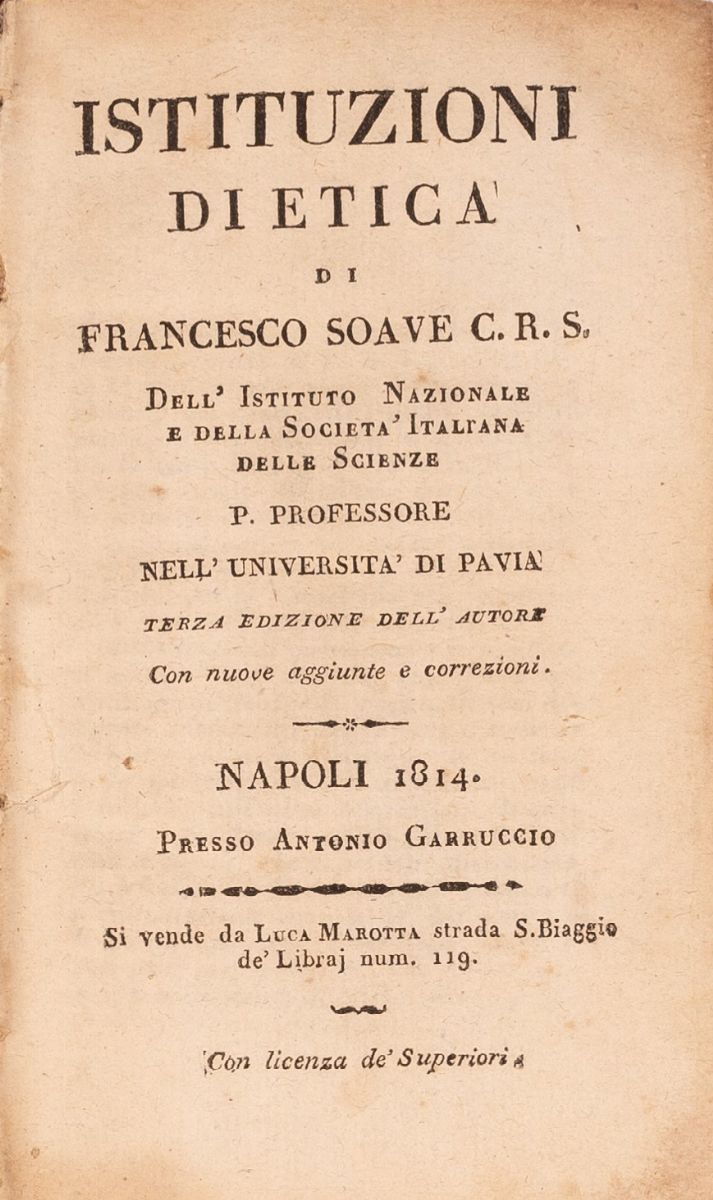 ISTITUZIONI
DI ETICA
DI
FRANCESCO SOAVE C. R. S.
DELL' ISTITUTO NAZIONALE
E DELLA SOCIETA' ITALIANA
DELLE SCIENZE
P. PROFESSORE
NELL' UNIVERSITA' DI PAVIA
TERZA EDIZIONE DELL' AUTORE
Con nuove aggiunte e correzioni.
NAPOLI 1814.
PRESSO ANTONIO GARRUCCIO
Si vende da LUCA MAROTTA strada S. Biaggio
de' Libraj num. 119.
Con licenza de' Superiori.